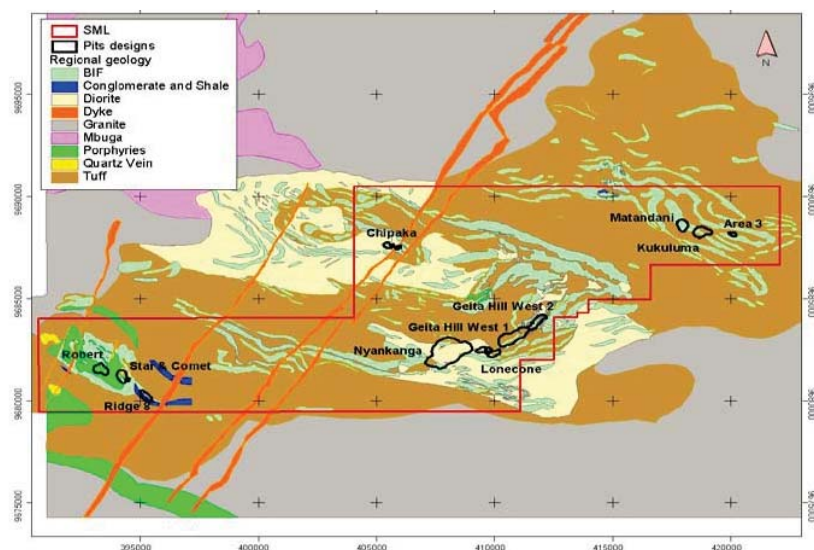 SML
Pits designs
Regional geology
BIF
Conglomerate and Shale
Diorite
Dyke
Granite
Mbuga
Porphyries
Quartz Vein
Tuff
N
9695000
9690000
Matandani
Area 3
Chipaka
Kukuluma
9685000
Geita Hill West 2
Geita Hill West 1
Nyankanga
Robert
Star & Comet
Lonecone
9680000
Ridge 8
9675000
395000
400000
405000
410000
415000
420000